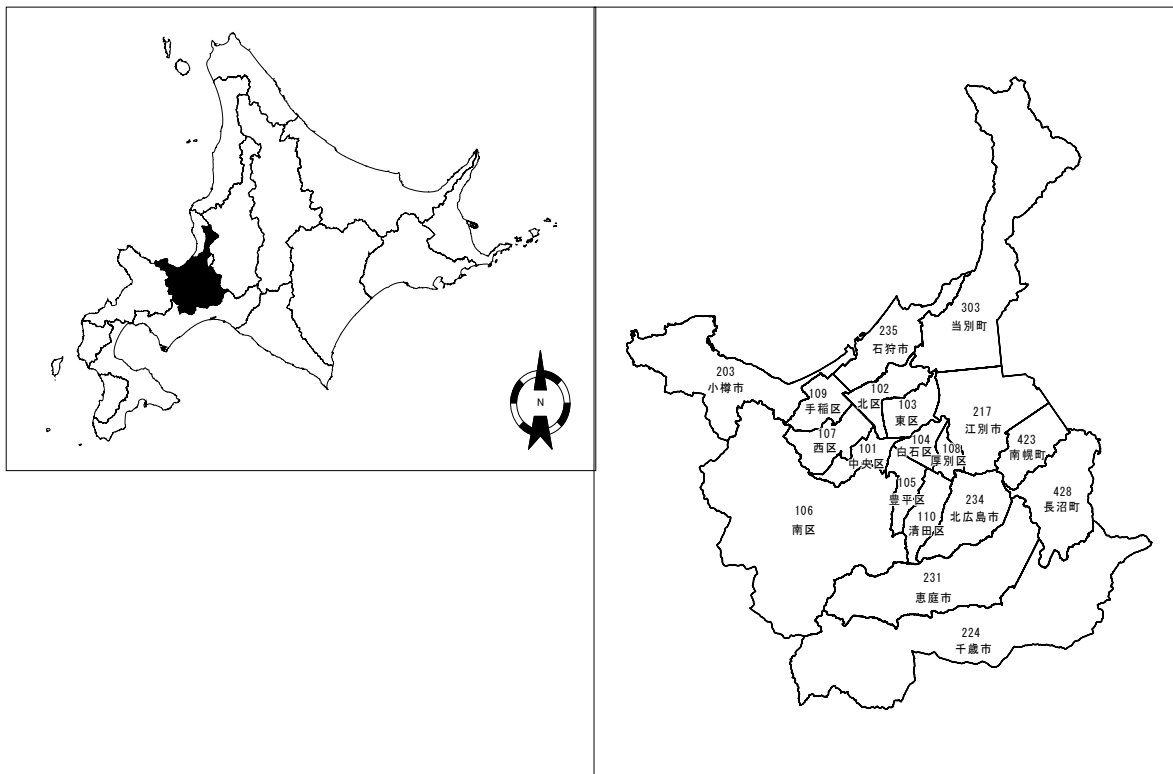 N
303
当別町
235
石狩市
203
小樽市
102
北区
109
手稲区
103
東区
217
江別市
107
西区
101
中央区
104
白石区
108
厚別区
423
南幌町
105
豊平区
428
長沼町
106
南区
110
清田区
234
北広島市
231
恵庭市
224
千歳市